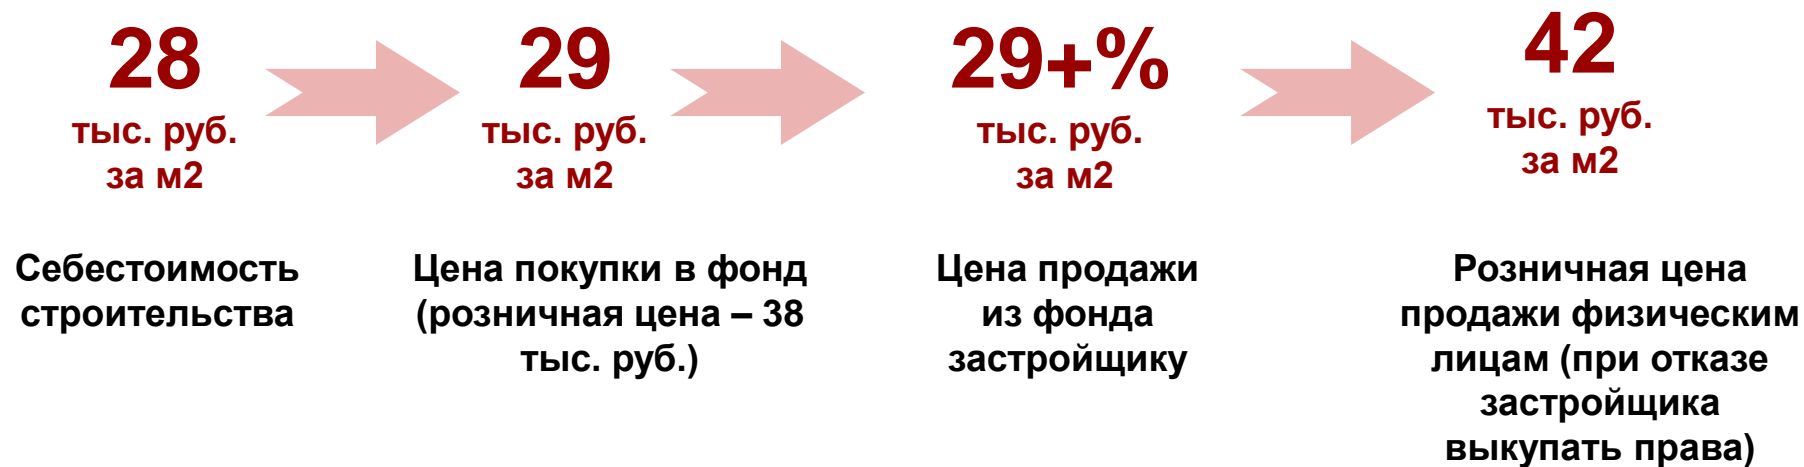 28
тыс. руб.
за м2
Себестоимость
строительства
29
тыс. руб.
за м2
Цена покупки в фонд
(розничная цена – 38
тыс. руб.)
29+%
тыс. руб.
за м2
Цена продажи
из фонда
застройщику
42
тыс. руб.
за м2
Розничная цена
продажи физическим
лицам (при отказе
застройщика
выкупать права)